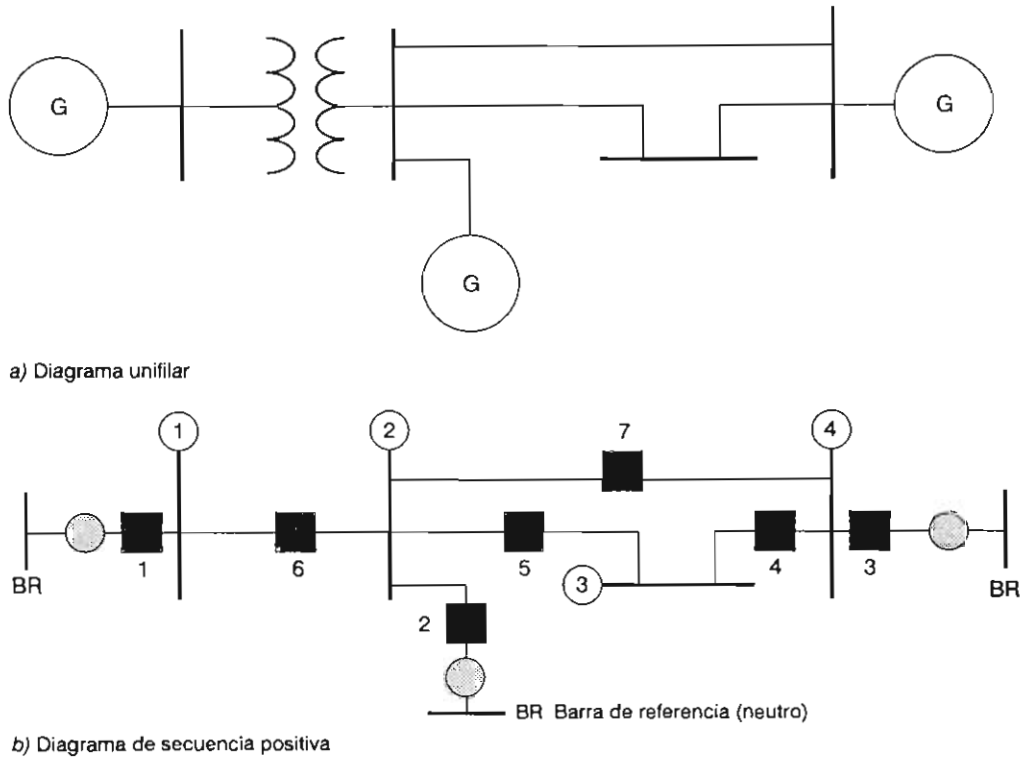 G
G
G
a) Diagrama unifilar
1
2
4
7
BR
1
6
5
3
4
3
BR
2
BR Barra de referencia (neutro)
b) Diagrama de secuencia positiva